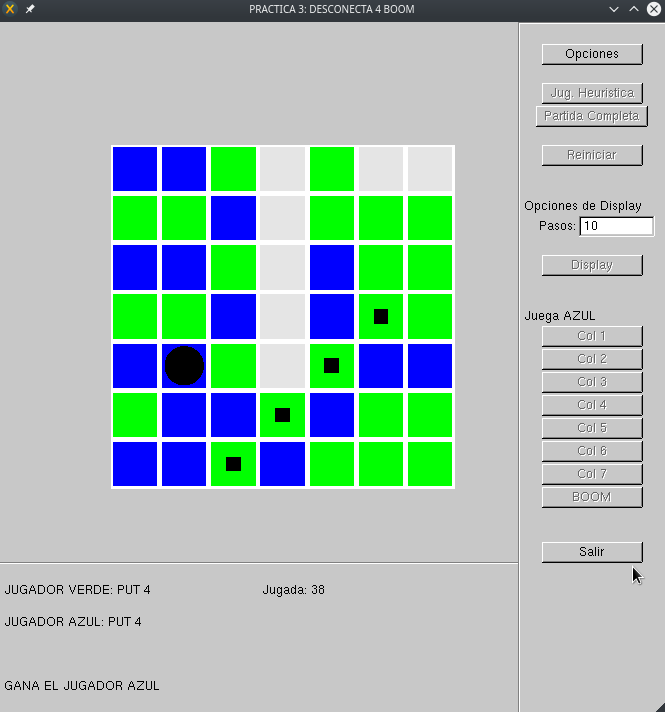 PRACTICA 3: DESCONECTA 4 BOOM
Opciones
Jug. Heuristica
Partida Completa
Reiniciar
Opciones de Display
Pasos: 10
Display
Juega AZUL
Col 1
Col 2
Col 3
Col 4
Col 5
Col 6
Col 7
BOOM
Salir
JUGADOR VERDE: PUT 4 Jugada: 38
JUGADOR AZUL: PUT 4
GANA EL JUGADOR AZUL